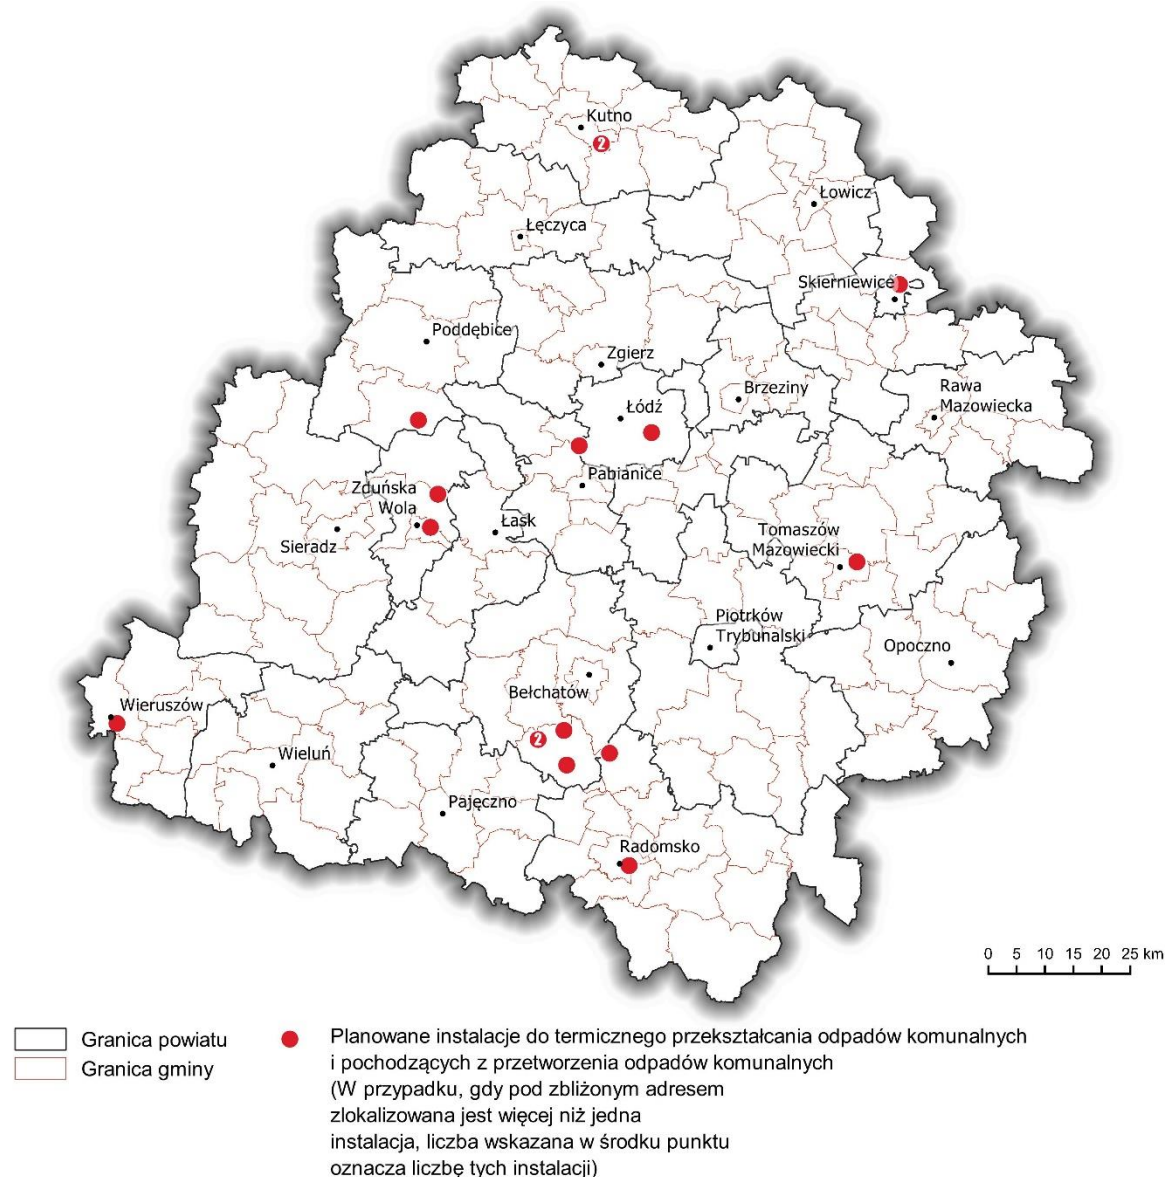 Kutno
2
Łowicz
Łęczyca
Skierniewice
Poddębice
Zgierz
Brzeziny
Rawa
Mazowiecka
Łódź
Pabianice
Zduńska
Wola
Łask
Sieradz
Tomaszów
Mazowiecki
Piotrków
Trybunalski
Opoczno
Bełchatów
Wieruszów
2
Wieluń
Pajęczno
Radomsko
0 5 10 15 20 25 km
Granica powiatu
Granica gminy
Planowane instalacje do termicznego przekształcania odpadów komunalnych
i pochodzących z przetworzenia odpadów komunalnych
(W przypadku, gdy pod zbliżonym adresem
zlokalizowana jest więcej niż jedna
instalacja, liczba wskazana w środku punktu
oznacza liczbę tych instalacji)